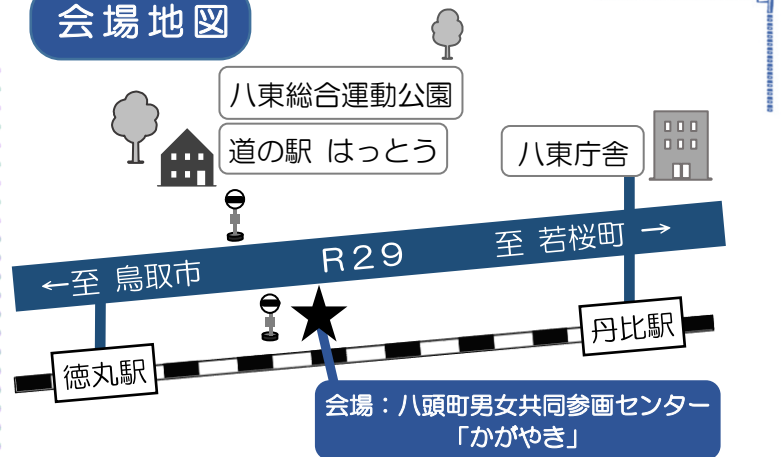 会場地図
八東総合運動公園
道の駅 はっとう
八東庁舎
←至 鳥取市
R29
至 若桜町 →
徳丸駅
丹比駅
会場：八頭町男女共同参画センター
「かがやき」